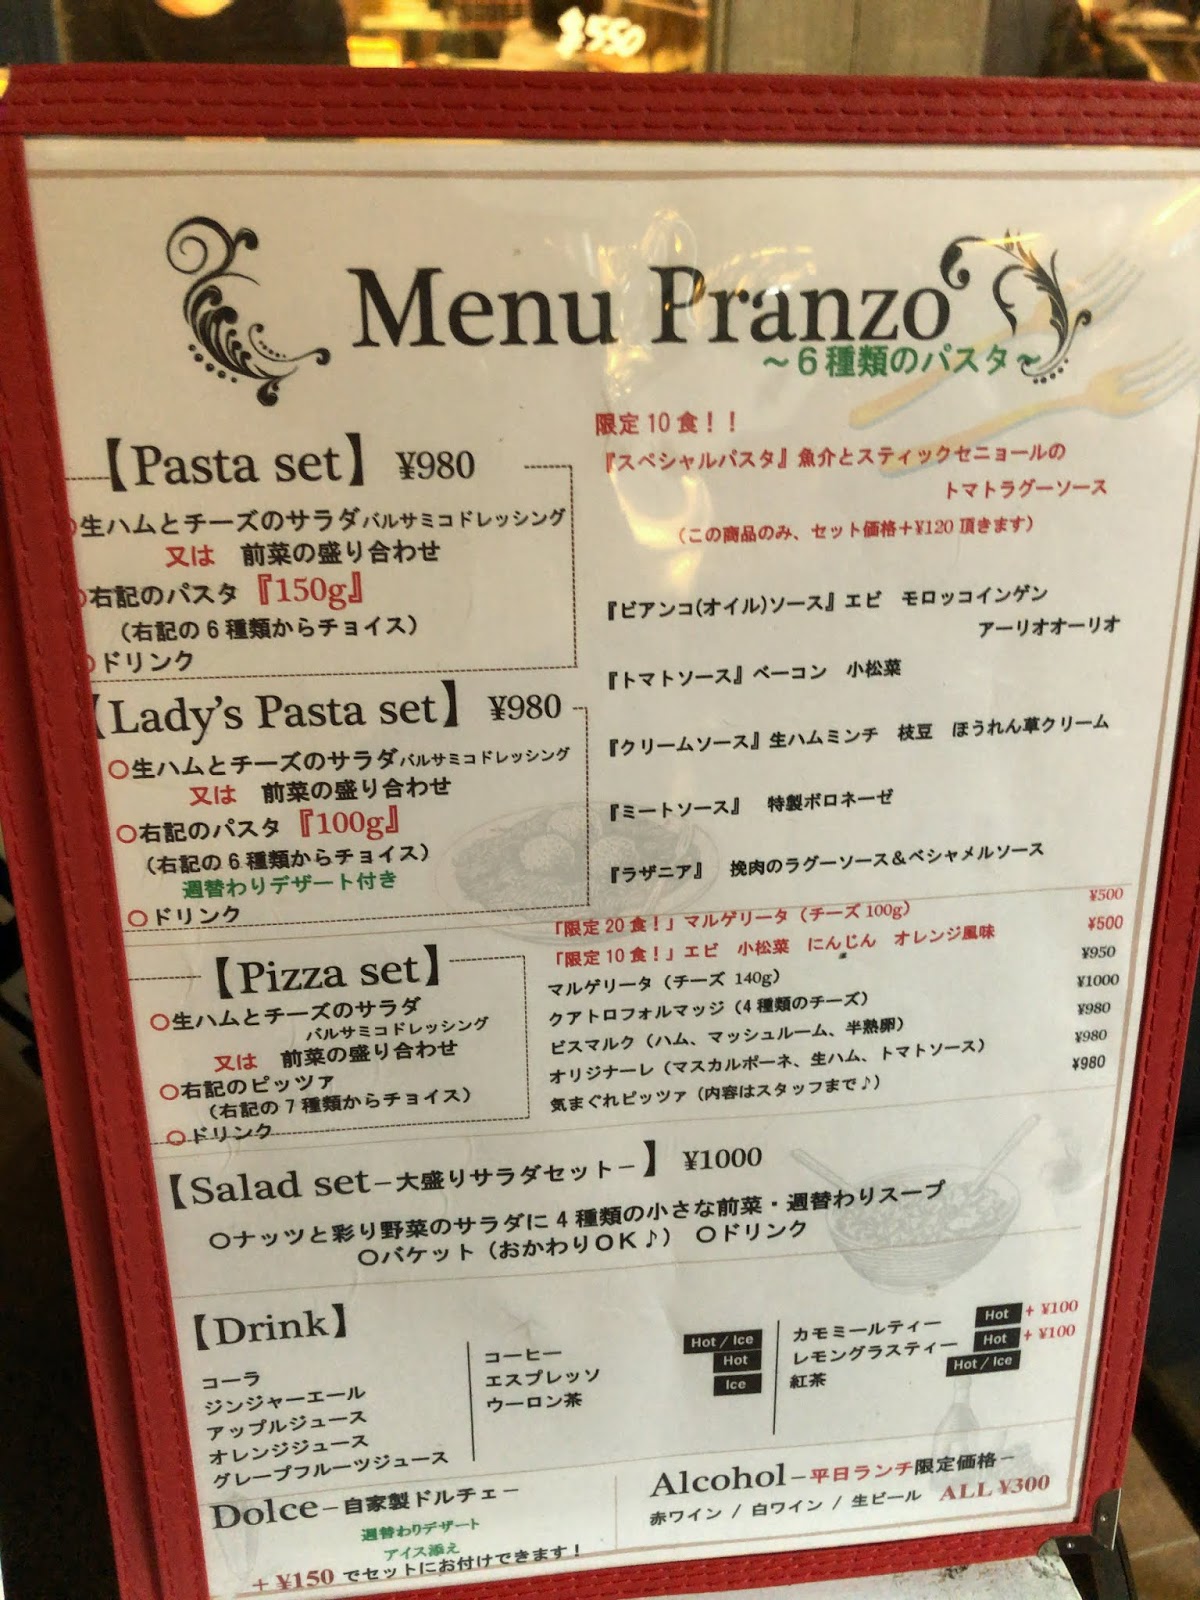 ¥550
Menu Pranzo
～6種類のパスタ～
【Pasta set】 ¥980
○生ハムとチーズのサラダバルサミコドレッシング
又は 前菜の盛り合わせ
○右記のパスタ『150g』
（右記の6種類からチョイス）
○ドリンク
【Lady's Pasta set】 ¥980
○生ハムとチーズのサラダバルサミコドレッシング
又は 前菜の盛り合わせ
○右記のパスタ『100g』
（右記の6種類からチョイス）
週替わりデザート付き
○ドリンク
限定10食！！
『スペシャルパスタ』魚介とスティックセニョールの
トマトラグーソース
（この商品のみ、セット価格＋¥120頂きます）
『ビアンコ(オイル)ソース』エビ モロッコインゲン
アーリオオーリオ
『トマトソース』ベーコン 小松菜
『クリームソース』生ハムミンチ 枝豆 ほうれん草クリーム
『ミートソース』 特製ボロネーゼ
『ラザニア』 挽肉のラグーソース＆ベシャメルソース
【Pizza set】
○生ハムとチーズのサラダ
バルサミコドレッシング
又は 前菜の盛り合わせ
○右記のピッツァ
（右記の7種類からチョイス）
○ドリンク
「限定20食！」マルゲリータ（チーズ100g） ¥500
「限定10食！」エビ 小松菜 にんじん オレンジ風味 ¥500
マルゲリータ（チーズ 140g） ¥950
クアトロフォルマッジ（4種類のチーズ） ¥1000
ビスマルク（ハム、マッシュルーム、半熟卵） ¥980
オリジナーレ（マスカルポーネ、生ハム、トマトソース） ¥980
気まぐれピッツァ（内容はスタッフまで♪） ¥980
【Salad set－大盛りサラダセット－】 ¥1000
○ナッツと彩り野菜のサラダに4種類の小さな前菜・週替わりスープ
○バケット（おかわりOK♪） ○ドリンク
【Drink】
コーラ
ジンジャーエール
アップルジュース
オレンジジュース
グレープフルーツジュース
コーヒー Hot / Ice
エスプレッソ Hot
ウーロン茶 Ice
カモミールティー Hot + ¥100
レモングラスティー Hot + ¥100
紅茶 Hot / Ice
Dolce－自家製ドルチェ－
週替わりデザート
アイス添え
+ ¥150 でセットにお付けできます！
Alcohol－平日ランチ限定価格－
赤ワイン / 白ワイン / 生ビール ALL ¥300